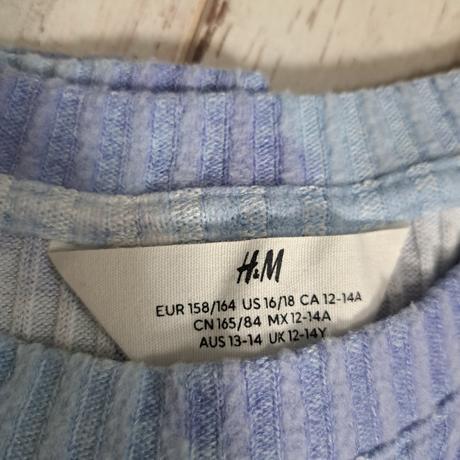 H&M
EUR 158/164 US 16/18 CA 12-14A
CN 165/84 MX 12-14A
AUS 13-14 UK 12-14Y